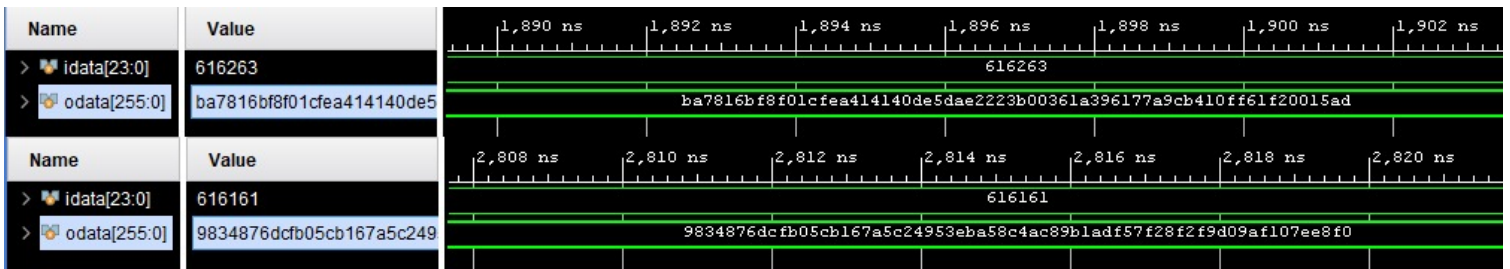 Name Value 1,890 ns 1,892 ns 1,894 ns 1,896 ns 1,898 ns 1,900 ns 1,902 ns
> idata[23:0] 616263 616263
> odata[255:0] ba7816bf8f01cfea414140de5 ba7816bf8f01cfea414140de5dae2223b00361a396177a9cb410ff61f20015ad
Name Value 2,808 ns 2,810 ns 2,812 ns 2,814 ns 2,816 ns 2,818 ns 2,820 ns
> idata[23:0] 616161 616161
> odata[255:0] 9834876dcfb05cb167a5c249 9834876dcfb05cb167a5c24953eba58c4ac89b1adf57f28f2f9d09af107ee8f0